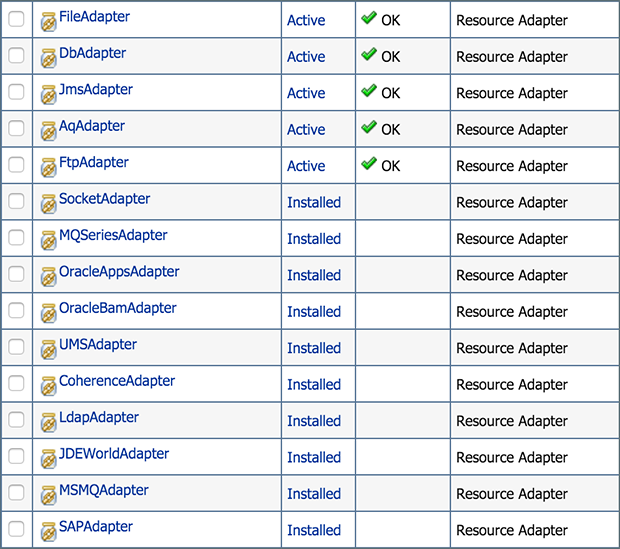 FileAdapter Active OK Resource Adapter
DbAdapter Active OK Resource Adapter
JmsAdapter Active OK Resource Adapter
AqAdapter Active OK Resource Adapter
FtpAdapter Active OK Resource Adapter
SocketAdapter Installed Resource Adapter
MQSeriesAdapter Installed Resource Adapter
OracleAppsAdapter Installed Resource Adapter
OracleBamAdapter Installed Resource Adapter
UMSAdapter Installed Resource Adapter
CoherenceAdapter Installed Resource Adapter
LdapAdapter Installed Resource Adapter
JDEWorldAdapter Installed Resource Adapter
MSMQAdapter Installed Resource Adapter
SAPAdapter Installed Resource Adapter